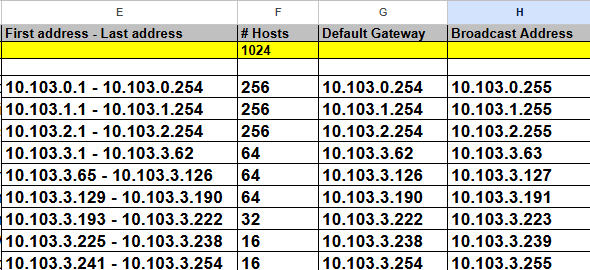 E F G H
First address - Last address # Hosts Default Gateway Broadcast Address
1024
10.103.0.1 - 10.103.0.254 256 10.103.0.254 10.103.0.255
10.103.1.1 - 10.103.1.254 256 10.103.1.254 10.103.1.255
10.103.2.1 - 10.103.2.254 256 10.103.2.254 10.103.2.255
10.103.3.1 - 10.103.3.62 64 10.103.3.62 10.103.3.63
10.103.3.65 - 10.103.3.126 64 10.103.3.126 10.103.3.127
10.103.3.129 - 10.103.3.190 64 10.103.3.190 10.103.3.191
10.103.3.193 - 10.103.3.222 32 10.103.3.222 10.103.3.223
10.103.3.225 - 10.103.3.238 16 10.103.3.238 10.103.3.239
10.103.3.241 - 10.103.3.254 16 10.103.3.254 10.103.3.255